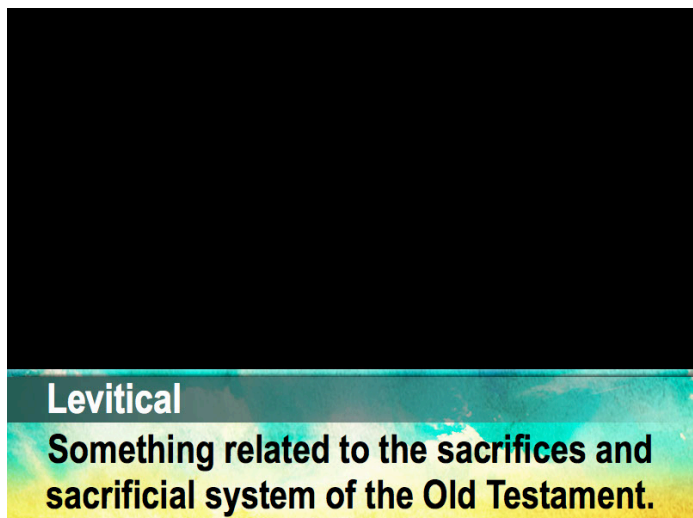 Levitical
Something related to the sacrifices and
sacrificial system of the Old Testament.